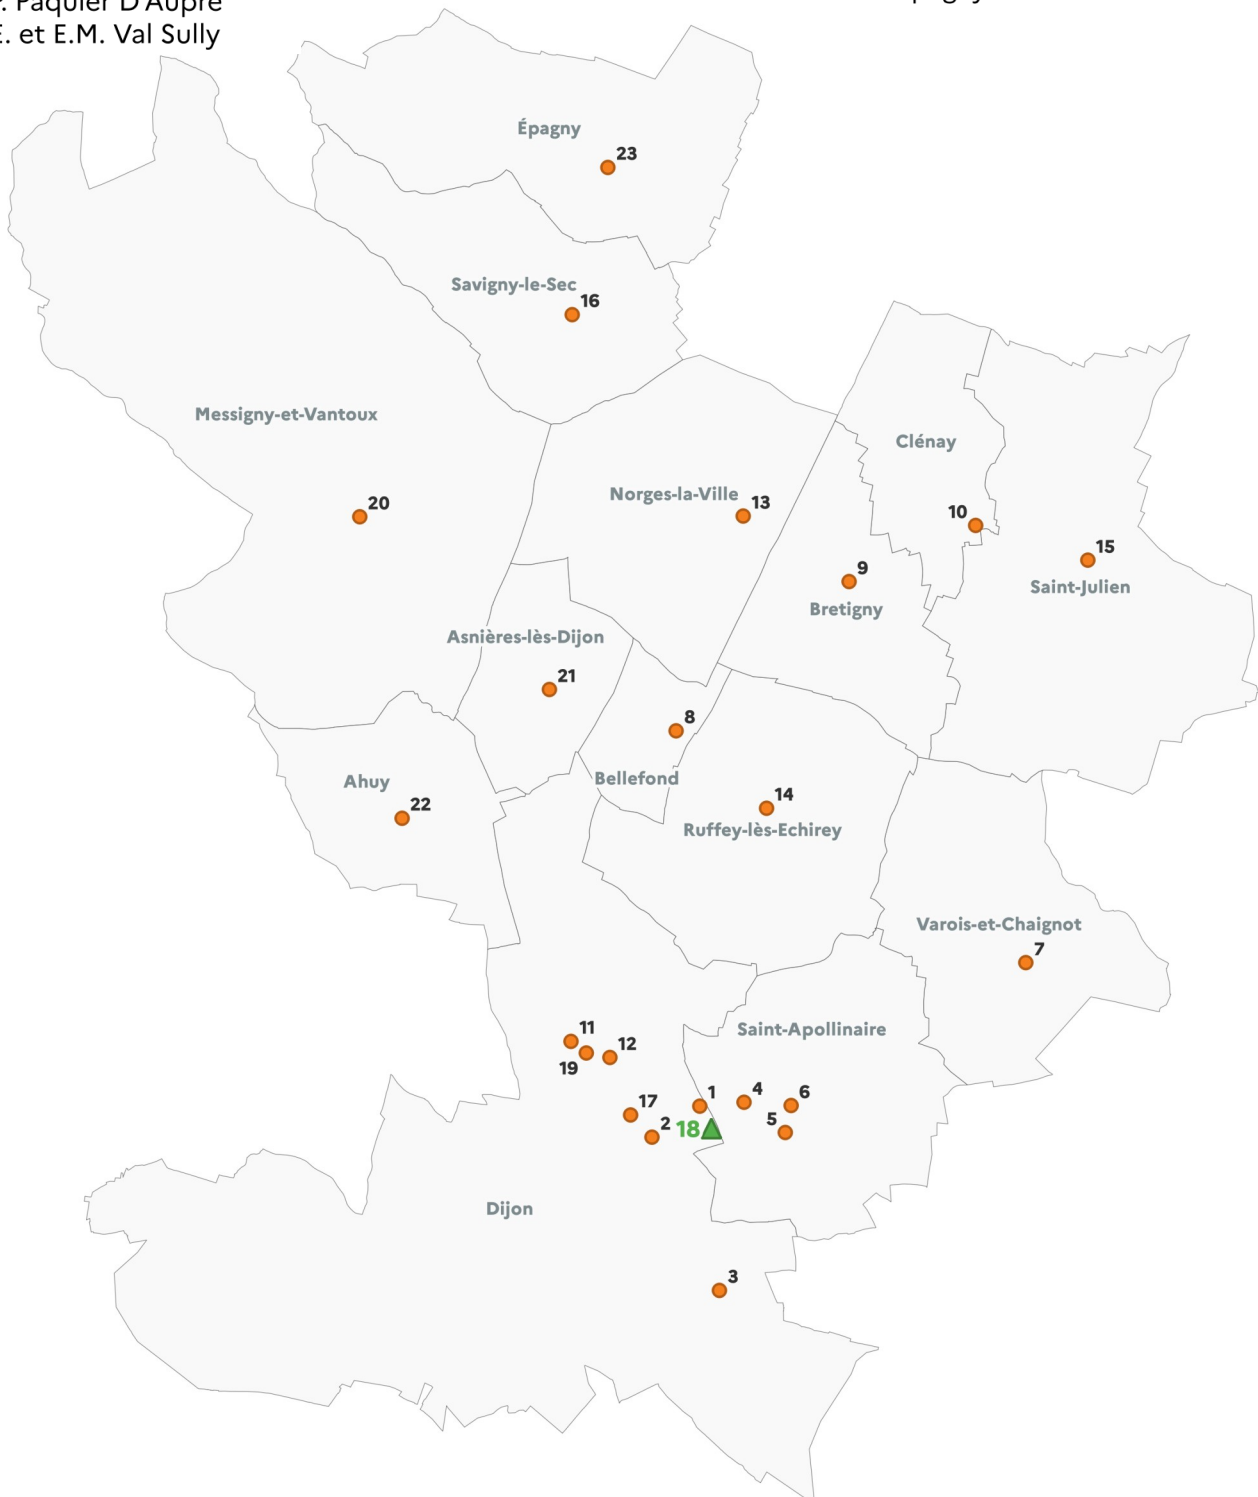 Paquier D'Aupre
et E.M. Val Sully
Épagny
23
Savigny-le-Sec
16
Messigny-et-Vantoux
Clénay
Norges-la-Ville
13
20
10
15
9
Saint-Julien
Bretigny
Asnières-lès-Dijon
21
8
Bellefond
Ahuy
14
22
Ruffey-lès-Echirey
Varois-et-Chaignot
7
11
Saint-Apollinaire
12
19
1
4
6
17
5
2
18
Dijon
3